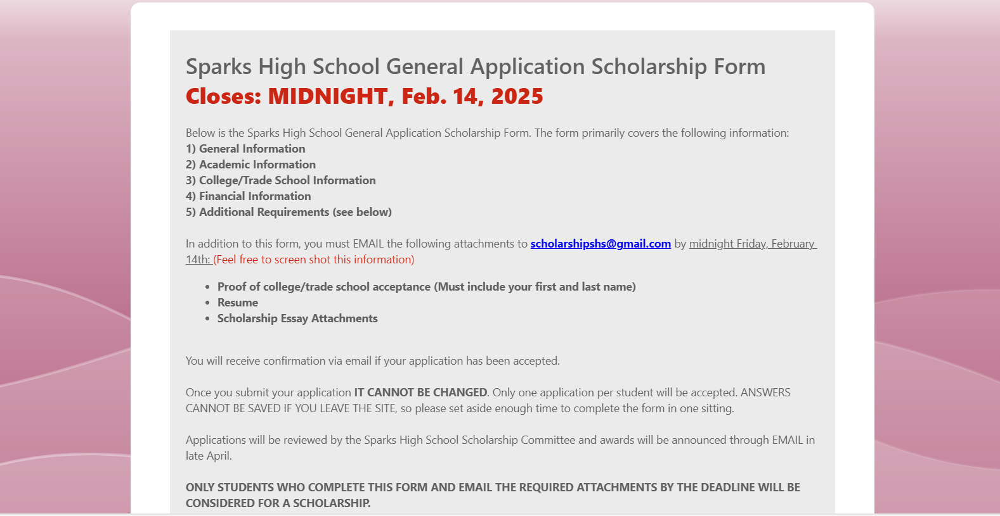 Sparks High School General Application Scholarship Form
Closes: MIDNIGHT, Feb. 14, 2025
Below is the Sparks High School General Application Scholarship Form. The form primarily covers the following information:
1) General Information
2) Academic Information
3) College/Trade School Information
4) Financial Information
5) Additional Requirements (see below)
In addition to this form, you must EMAIL the following attachments to scholarshipshs@gmail.com by midnight Friday, February
14th: (Feel free to screen shot this information)
• Proof of college/trade school acceptance (Must include your first and last name)
• Resume
• Scholarship Essay Attachments
You will receive confirmation via email if your application has been accepted.
Once you submit your application IT CANNOT BE CHANGED. Only one application per student will be accepted. ANSWERS
CANNOT BE SAVED IF YOU LEAVE THE SITE, so please set aside enough time to complete the form in one sitting.
Applications will be reviewed by the Sparks High School Scholarship Committee and awards will be announced through EMAIL in
late April.
ONLY STUDENTS WHO COMPLETE THIS FORM AND EMAIL THE REQUIRED ATTACHMENTS BY THE DEADLINE WILL BE
CONSIDERED FOR A SCHOLARSHIP.